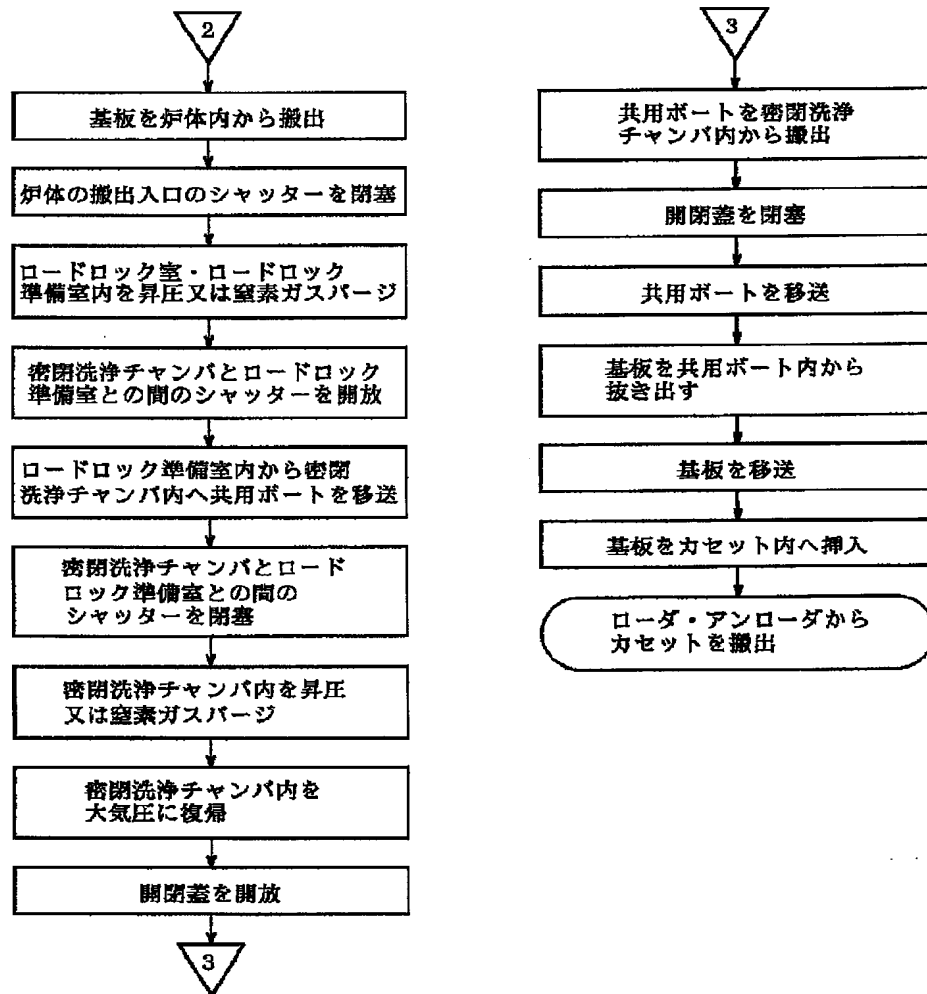 2
基板を炉体内から搬出
炉体の搬出入口のシャッターを閉塞
ロードロック室・ロードロック
準備室内を昇圧又は窒素ガスパージ
密閉洗浄チャンバとロードロック
準備室との間のシャッターを開放
ロードロック準備室内から密閉
洗浄チャンバ内へ共用ボートを移送
密閉洗浄チャンバとロード
ロック準備室との間の
シャッターを閉塞
密閉洗浄チャンバ内を昇圧
又は窒素ガスパージ
密閉洗浄チャンバ内を
大気圧に復帰
開閉蓋を開放
3
3
共用ボートを密閉洗浄
チャンバ内から搬出
開閉蓋を閉塞
共用ボートを移送
基板を共用ボート内から
抜き出す
基板を移送
基板をカセット内へ挿入
ローダ・アンローダから
カセットを搬出